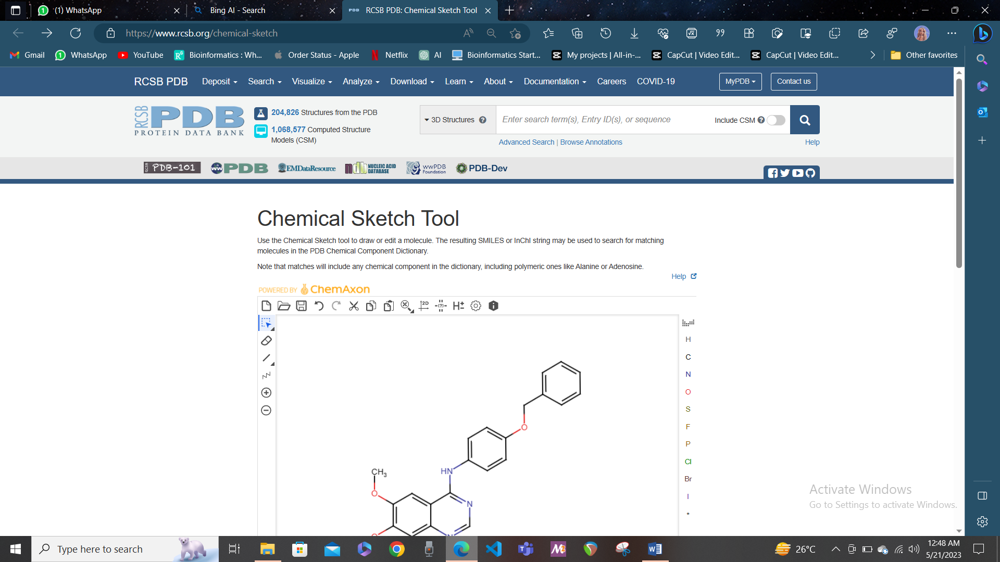 (1) WhatsApp
Bing AI - Search
PDB RCSB PDB: Chemical Sketch Tool
https://www.rcsb.org/chemical-sketch
Gmail WhatsApp YouTube Bioinformatics : Wh... Order Status - Apple Netflix AI Bioinformatics Start... My projects | All-in-... CapCut | Video Edit... CapCut | Video Edit... Other favorites
RCSB PDB Deposit Search Visualize Analyze Download Learn About Documentation Careers COVID-19 MyPDB Contact us
RCSB PDB
PROTEIN DATA BANK
204,826 Structures from the PDB
1,068,577 Computed Structure
Models (CSM)
3D Structures Enter search term(s), Entry ID(s), or sequence Include CSM
Advanced Search | Browse Annotations Help
RCSB PDB-101 wwPDB EMDataResource ndb NUCLEIC ACID DATABASE wwPDB Foundation PDB-Dev
Chemical Sketch Tool
Use the Chemical Sketch tool to draw or edit a molecule. The resulting SMILES or InChI string may be used to search for matching
molecules in the PDB Chemical Component Dictionary.
Note that matches will include any chemical component in the dictionary, including polymeric ones like Alanine or Adenosine.
Help
POWERED BY ChemAxon
2D (?) H±
H
C
N
O
S
F
P
Cl
Br
I
*
O
HN
CH3
O
N
N
O
Activate Windows
Go to Settings to activate Windows.
Type here to search
26°C
12:48 AM
5/21/2023